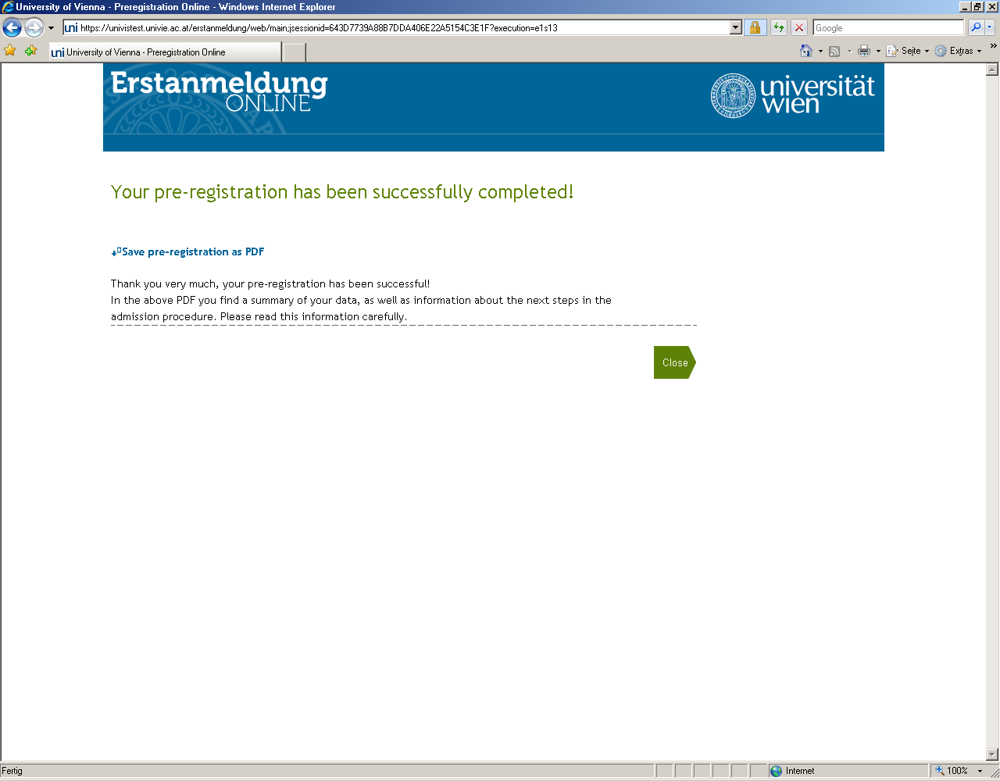 University of Vienna - Preregistration Online - Windows Internet Explorer
uni https://univistest.univie.ac.at/erstanmeldung/web/main;jsessionid=643D7739A88B7DDA406E22A5154C3E1F?execution=e1s13
Google
uni University of Vienna - Preregistration Online
Seite
Extras
»
Erstanmeldung
ONLINE
universität
wien
Your pre-registration has been successfully completed!
Save pre-registration as PDF
Thank you very much, your pre-registration has been successful!
In the above PDF you find a summary of your data, as well as information about the next steps in the
admission procedure. Please read this information carefully.
Close
Fertig
Internet
100%